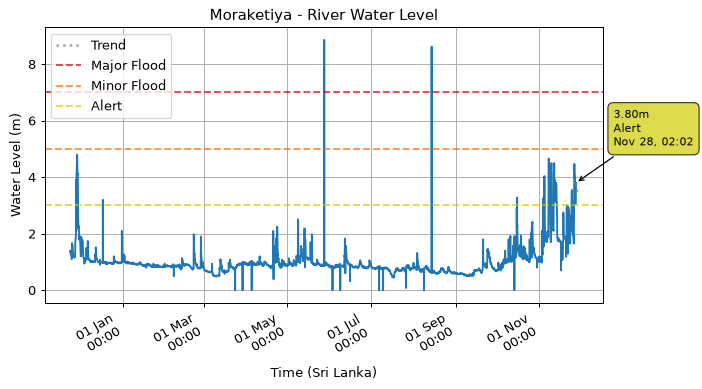 Moraketiya - River Water Level
Trend
Major Flood
Minor Flood
Alert
3.80m
Alert
Nov 28, 02:02
Water Level (m)
8
6
4
2
0
01 Jan
00:00
01 Mar
00:00
01 May
00:00
01 Jul
00:00
01 Sep
00:00
01 Nov
00:00
Time (Sri Lanka)